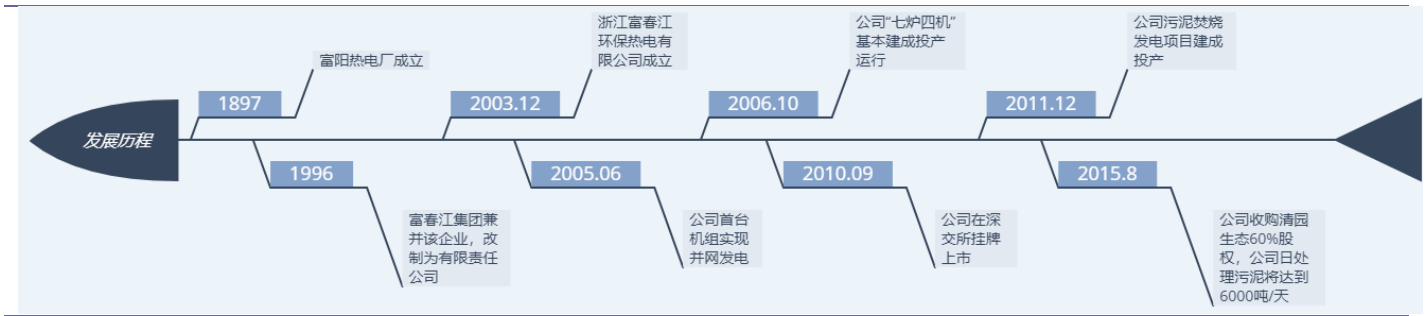 发展历程
1897
富阳热电厂成立
1996
富春江集团兼
并该企业，改
制为有限责任
公司
2003.12
浙江富春江
环保热电有
限公司成立
2005.06
公司首台
机组实现
并网发电
2006.10
公司“七炉四机”
基本建成投产
运行
2010.09
公司在深
交所挂牌
上市
2011.12
公司污泥焚烧
发电项目建成
投产
2015.8
公司收购清园
生态60%股
权，公司日处
理污泥将达到
6000吨/天